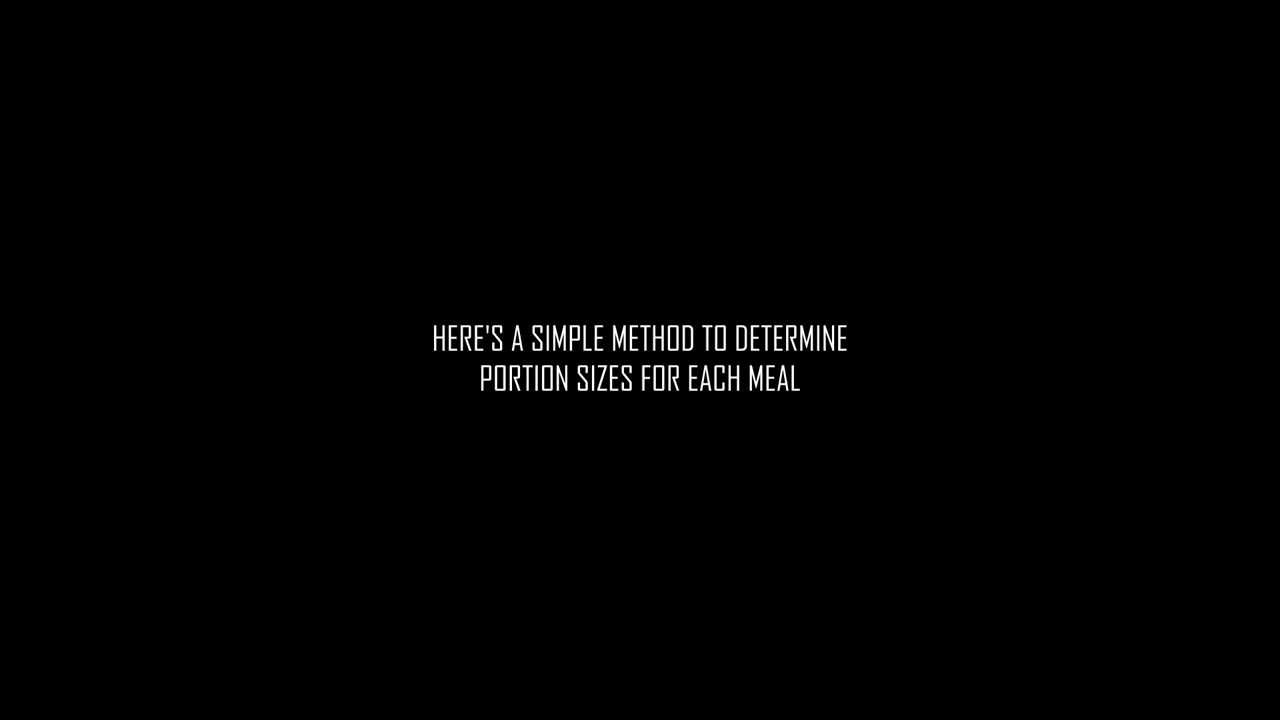 HERE'S A SIMPLE METHOD TO DETERMINE
PORTION SIZES FOR EACH MEAL